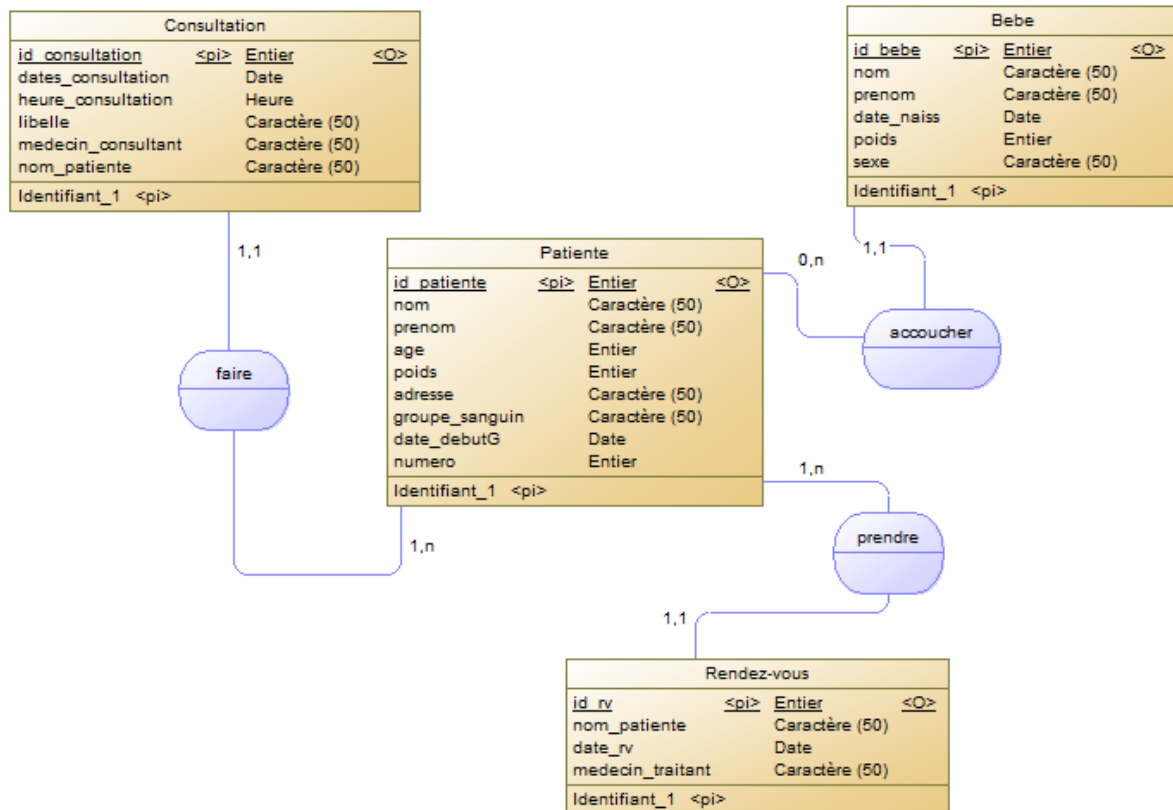 Consultation
id_consultation <pi> Entier <O>
dates_consultation Date
heure_consultation Heure
libelle Caractère (50)
medecin_consultant Caractère (50)
nom_patiente Caractère (50)
Identifiant_1 <pi>
Bebe
id_bebe <pi> Entier <O>
nom Caractère (50)
prenom Caractère (50)
date_naiss Date
poids Entier
sexe Caractère (50)
Identifiant_1 <pi>
1,1
1,1
0,n
Patiente
id_patiente <pi> Entier <O>
nom Caractère (50)
prenom Caractère (50)
age Entier
poids Entier
adresse Caractère (50)
groupe_sanguin Caractère (50)
date_debutG Date
numero Entier
Identifiant_1 <pi>
accoucher
faire
1,n
1,n
prendre
1,1
Rendez-vous
id_rv <pi> Entier <O>
nom_patiente Caractère (50)
date_rv Date
medecin_traitant Caractère (50)
Identifiant_1 <pi>